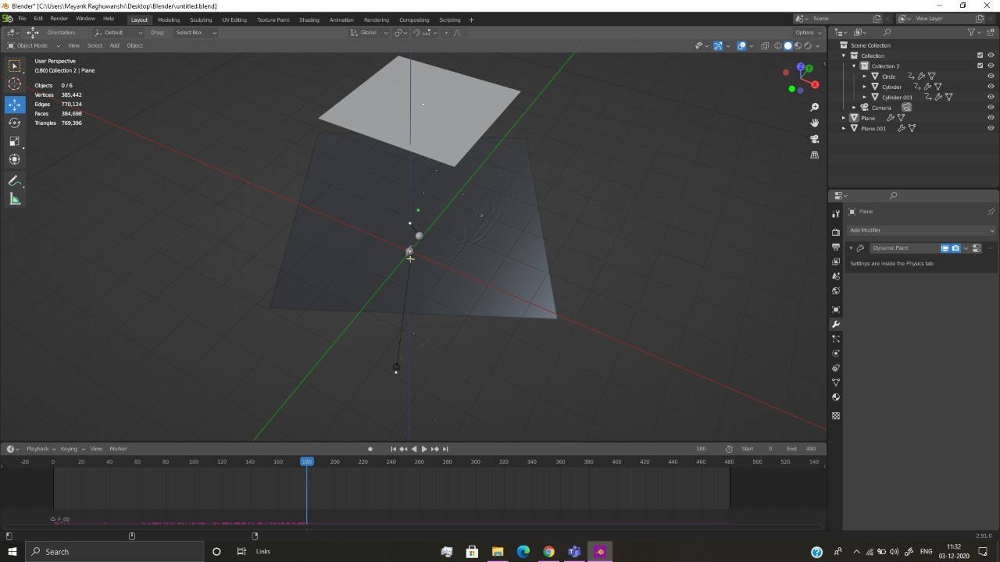 Blender* [C:\Users\Mayank Raghuwanshi\Desktop\Blender\untitled.blend]
File Edit Render Window Help Layout Modeling Sculpting UV Editing Texture Paint Shading Animation Rendering Compositing Scripting + Scene View Layer
Orientation: Default Drag: Select Box Global Options
Object Mode View Select Add Object
User Perspective
(180) Collection 2 | Plane
Objects 0 / 6
Vertices 385,442
Edges 770,124
Faces 384,698
Triangles 769,396
Z Y X
Scene Collection
Collection
Collection 2
Circle
Cylinder
Cylinder.001
Camera
Plane
Plane.001
Plane
Add Modifier
Dynamic Paint
Settings are inside the Physics tab
Playback Keying View Marker 180 Start 0 End 480
-20 0 20 40 60 80 100 120 140 160 180 200 220 240 260 280 300 320 340 360 380 400 420 440 460 480 500 520 540
F_00
2.91.0
Search Links ENG 11:32
03-12-2020